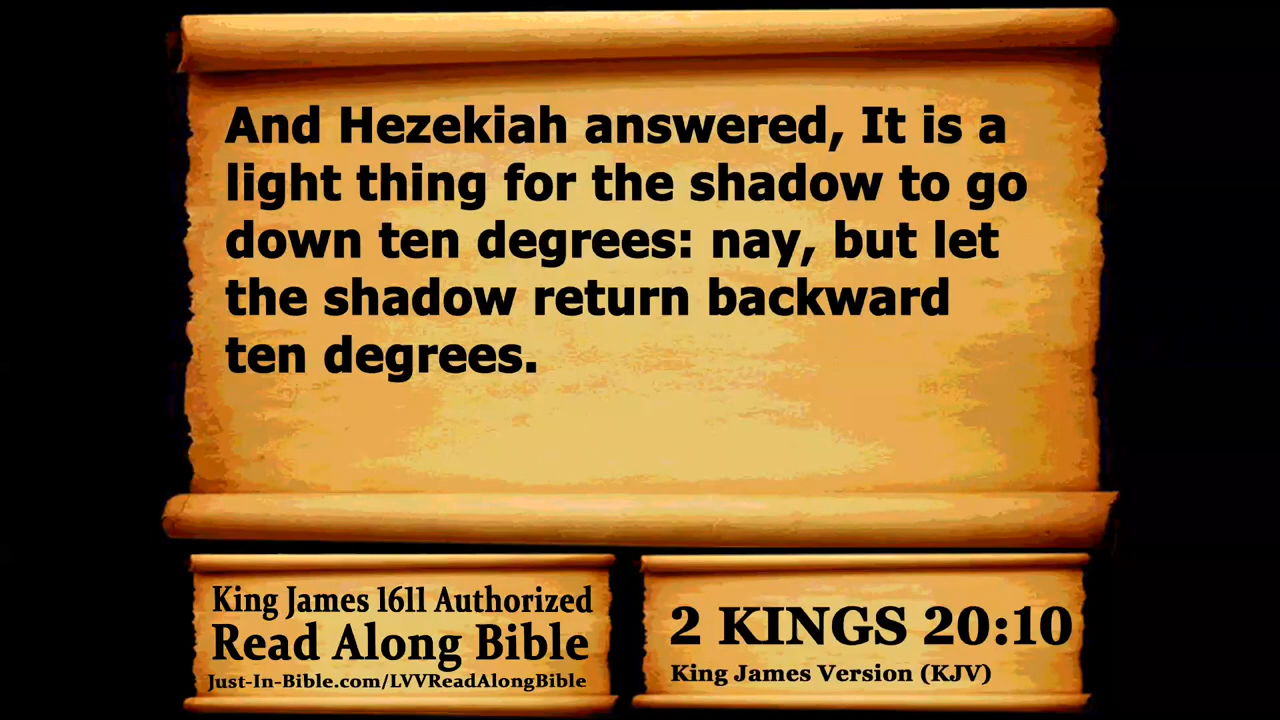 And Hezekiah answered, It is a
light thing for the shadow to go
down ten degrees: nay, but let
the shadow return backward
ten degrees.
King James 1611 Authorized
Read Along Bible
Just-In-Bible.com/LVVReadAlongBible
2 KINGS 20:10
King James Version (KJV)